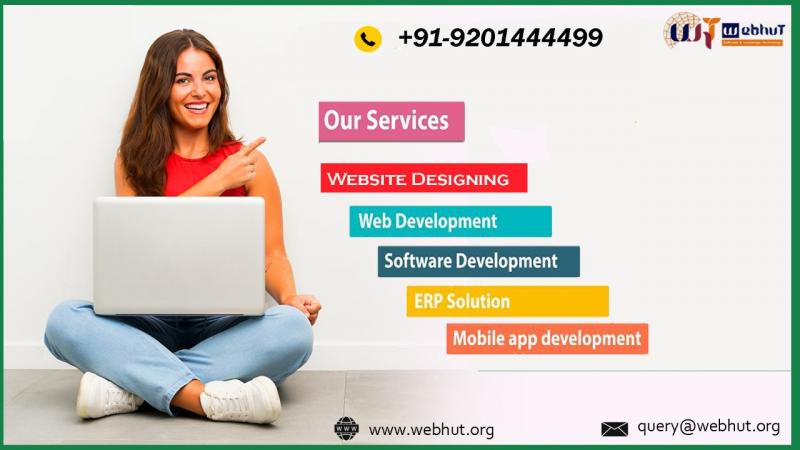 +91-9201444499
WebhuT
Our Services
WEBSITE DESIGNING
Web Development
Software Development
ERP Solution
Mobile app development
WWW
www.webhut.org
query@webhut.org